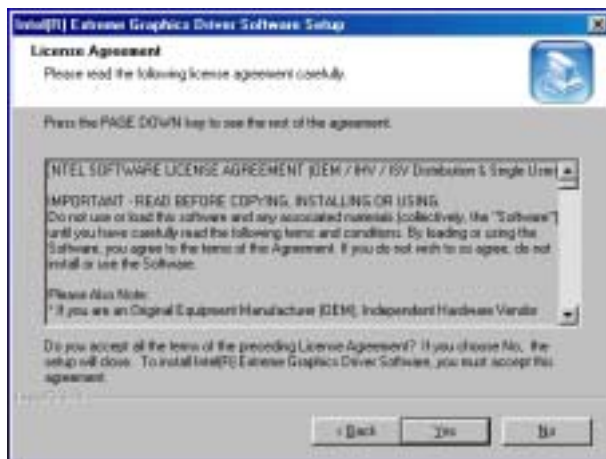 Intel(R) Extreme Graphics Driver Software Setup
License Agreement
Please read the following license agreement carefully.
Press the PAGE DOWN key to see the rest of the agreement.
INTEL SOFTWARE LICENSE AGREEMENT (OEM / IHV / ISV Distribution & Single User)
IMPORTANT - READ BEFORE COPYING, INSTALLING OR USING.
Do not use or load this software and any associated materials (collectively, the "Software")
until you have carefully read the following terms and conditions. By loading or using the
Software, you agree to the terms of this Agreement. If you do not wish to so agree, do not
install or use the Software.
Please Also Note:
* If you are an Original Equipment Manufacturer (OEM), Independent Hardware Vendor
Do you accept all the terms of the preceding License Agreement? If you choose No, the
setup will close. To install Intel(R) Extreme Graphics Driver Software, you must accept this
agreement.
< Back
Yes
No